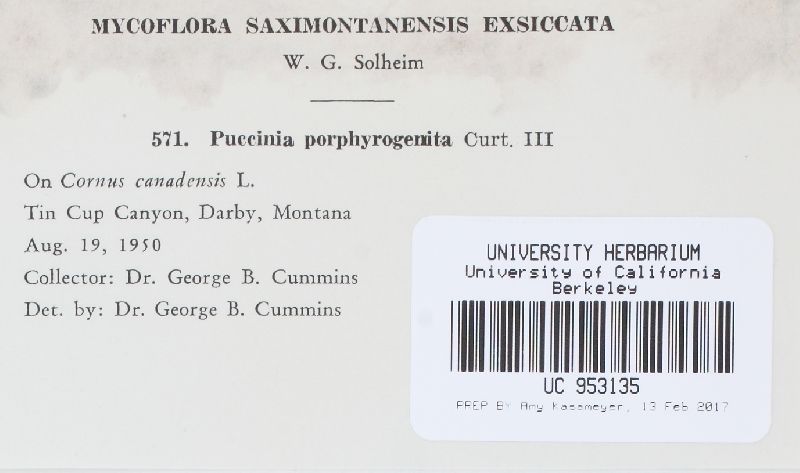 MYCOFLORA SAXIMONTANENSIS EXSICCATA
W. G. Solheim
571. Puccinia porphyrogenita Curt. III
On Cornus canadensis L.
Tin Cup Canyon, Darby, Montana
Aug. 19, 1950
Collector: Dr. George B. Cummins
Det. by: Dr. George B. Cummins
UNIVERSITY HERBARIUM
University of California
Berkeley
UC 953135
PREP BY Amy Kasameyer, 13 Feb 2017